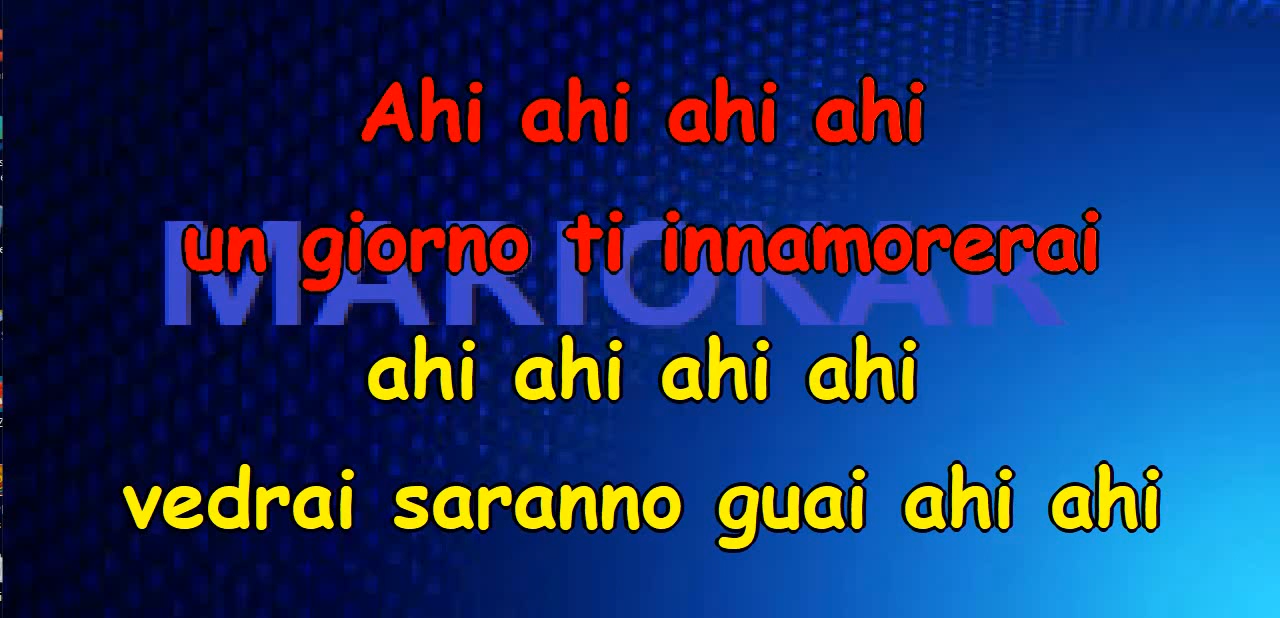 Ahi ahi ahi ahi
un giorno ti innamorerai
MARIOKAR
ahi ahi ahi ahi
vedrai saranno guai ahi ahi